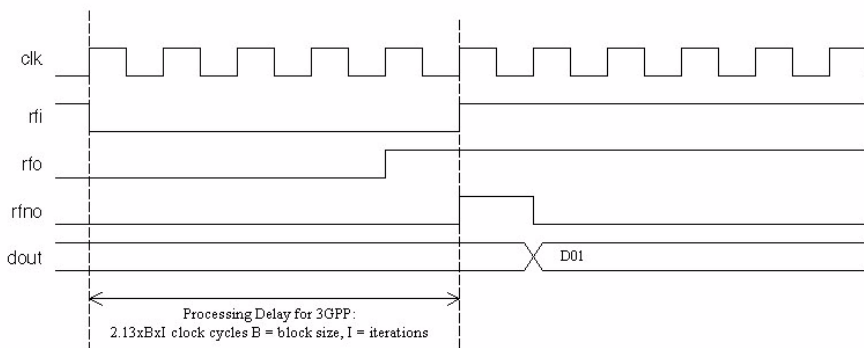 clk
rfi
rfo
rfno
dout
D01
Processing Delay for 3GPP:
2.13xBxI clock cycles B = block size, I = iterations